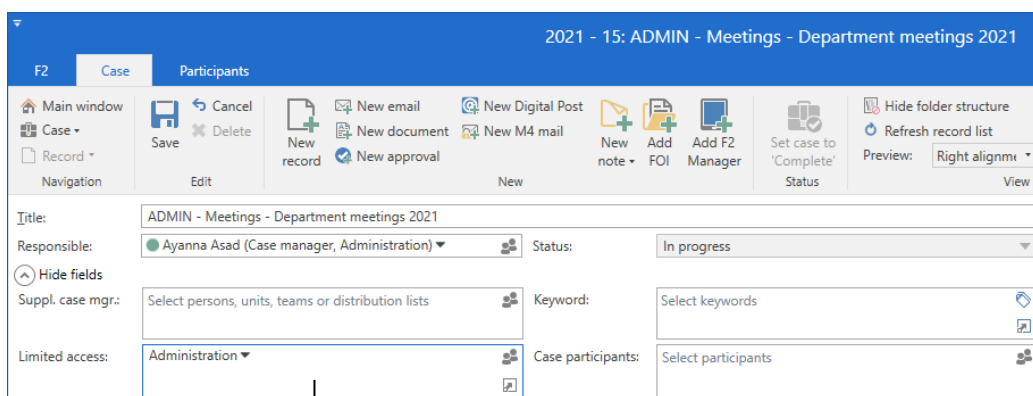 2021 - 15: ADMIN - Meetings - Department meetings 2021
F2 Case Participants
Main window
Case
Record
Navigation
Save
Cancel
Delete
Edit
New record
New email
New document
New approval
New Digital Post
New M4 mail
New note
Add FOI
Add F2 Manager
New
Set case to 'Complete'
Status
Hide folder structure
Refresh record list
Preview: Right alignme
View
Title: ADMIN - Meetings - Department meetings 2021
Responsible: Ayanna Asad (Case manager, Administration) Status: In progress
Hide fields
Suppl. case mgr.: Select persons, units, teams or distribution lists Keyword: Select keywords
Limited access: Administration Case participants: Select participants